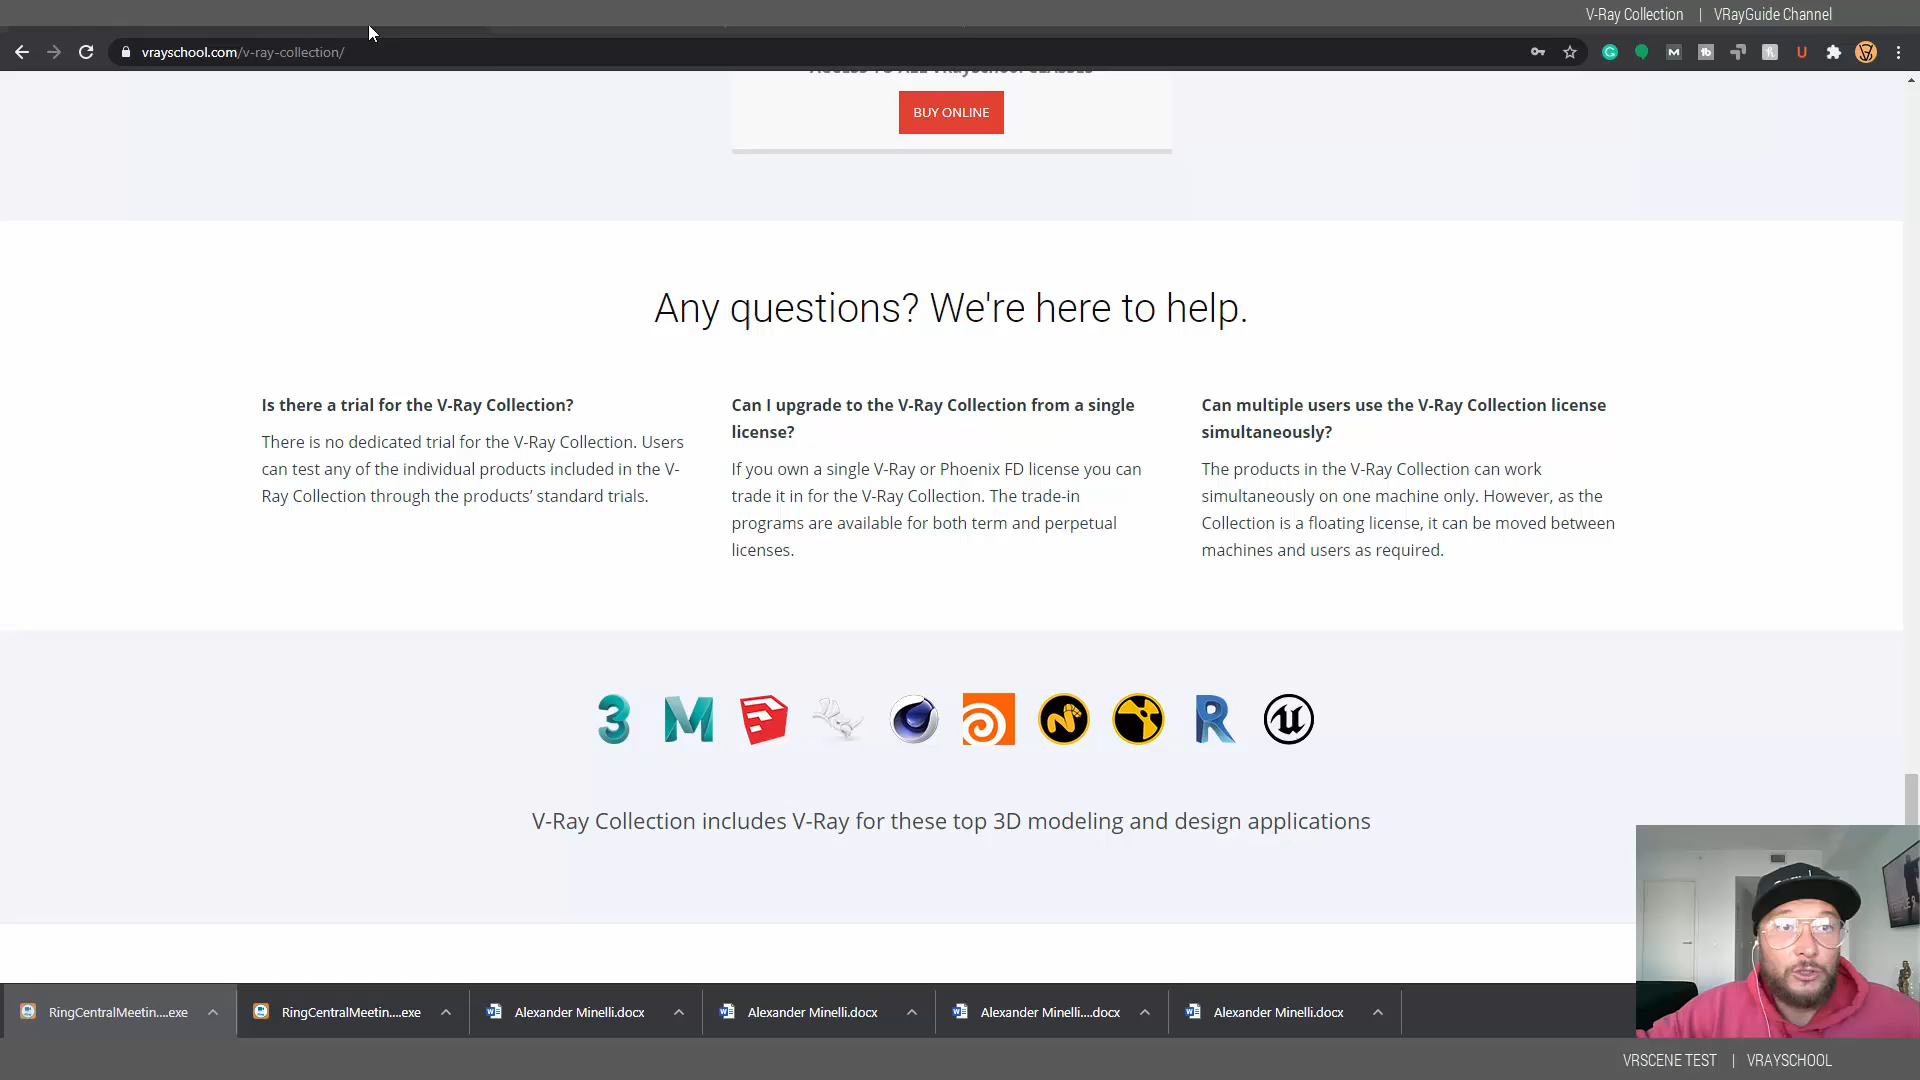 V-Ray Collection | VRayGuide Channel
vrayschool.com/v-ray-collection/
ACCESS TO ALL VRayschool CLASSES
BUY ONLINE
Any questions? We're here to help.
Is there a trial for the V-Ray Collection?
There is no dedicated trial for the V-Ray Collection. Users
can test any of the individual products included in the V-
Ray Collection through the products’ standard trials.
Can I upgrade to the V-Ray Collection from a single
license?
If you own a single V-Ray or Phoenix FD license you can
trade it in for the V-Ray Collection. The trade-in
programs are available for both term and perpetual
licenses.
Can multiple users use the V-Ray Collection license
simultaneously?
The products in the V-Ray Collection can work
simultaneously on one machine only. However, as the
Collection is a floating license, it can be moved between
machines and users as required.
V-Ray Collection includes V-Ray for these top 3D modeling and design applications
RingCentralMeetin....exe
RingCentralMeetin....exe
Alexander Minelli.docx
Alexander Minelli.docx
Alexander Minelli....docx
Alexander Minelli.docx
VRSCENE TEST | VRAYSCHOOL